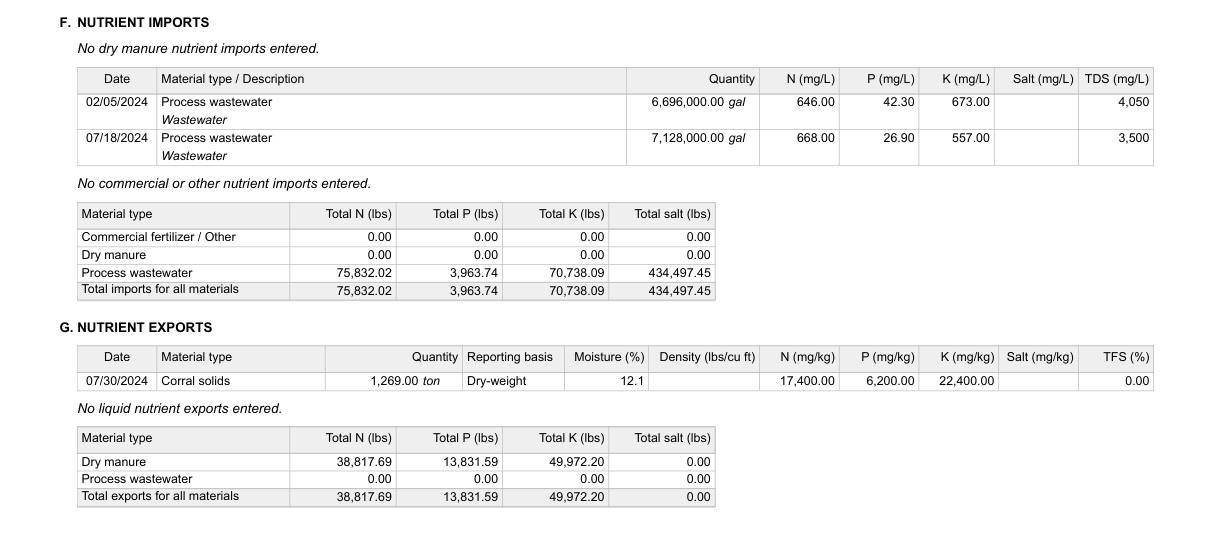 F. NUTRIENT IMPORTS
No dry manure nutrient imports entered.
Date Material type / Description Quantity N (mg/L) P (mg/L) K (mg/L) Salt (mg/L) TDS (mg/L)
02/05/2024 Process wastewater 6,696,000.00 gal 646.00 42.30 673.00 4,050
Wastewater
07/18/2024 Process wastewater 7,128,000.00 gal 668.00 26.90 557.00 3,500
Wastewater
No commercial or other nutrient imports entered.
Material type Total N (lbs) Total P (lbs) Total K (lbs) Total salt (lbs)
Commercial fertilizer / Other 0.00 0.00 0.00 0.00
Dry manure 0.00 0.00 0.00 0.00
Process wastewater 75,832.02 3,963.74 70,738.09 434,497.45
Total imports for all materials 75,832.02 3,963.74 70,738.09 434,497.45
G. NUTRIENT EXPORTS
Date Material type Quantity Reporting basis Moisture (%) Density (lbs/cu ft) N (mg/kg) P (mg/kg) K (mg/kg) Salt (mg/kg) TFS (%)
07/30/2024 Corral solids 1,269.00 ton Dry-weight 12.1 17,400.00 6,200.00 22,400.00 0.00
No liquid nutrient exports entered.
Material type Total N (lbs) Total P (lbs) Total K (lbs) Total salt (lbs)
Dry manure 38,817.69 13,831.59 49,972.20 0.00
Process wastewater 0.00 0.00 0.00 0.00
Total exports for all materials 38,817.69 13,831.59 49,972.20 0.00